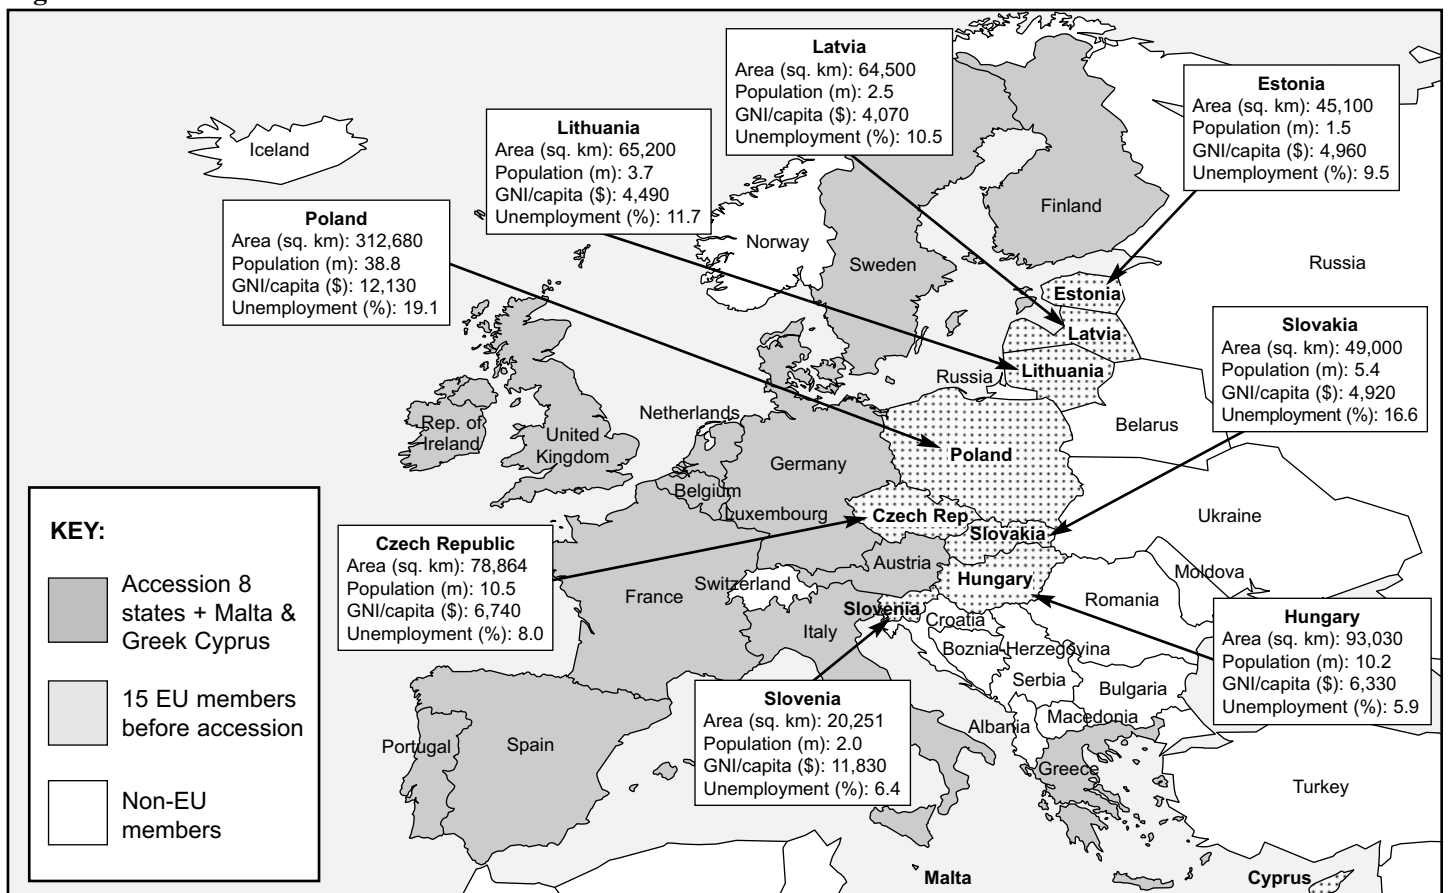 Latvia
Area (sq. km): 64,500
Population (m): 2.5
GNI/capita ($): 4,070
Unemployment (%): 10.5
Estonia
Area (sq. km): 45,100
Population (m): 1.5
GNI/capita ($): 4,960
Unemployment (%): 9.5
Lithuania
Area (sq. km): 65,200
Population (m): 3.7
GNI/capita ($): 4,490
Unemployment (%): 11.7
Iceland
Poland
Area (sq. km): 312,680
Population (m): 38.8
GNI/capita ($): 12,130
Unemployment (%): 19.1
Finland
Norway
Sweden
Russia
Estonia
Latvia
Lithuania
Russia
Slovakia
Area (sq. km): 49,000
Population (m): 5.4
GNI/capita ($): 4,920
Unemployment (%): 16.6
Netherlands
Rep. of
Ireland
United
Kingdom
Belarus
Poland
Germany
Belgium
Luxembourg
Czech Rep
Slovakia
Ukraine
KEY:
Accession 8
states + Malta &
Greek Cyprus
15 EU members
before accession
Non-EU
members
Czech Republic
Area (sq. km): 78,864
Population (m): 10.5
GNI/capita ($): 6,740
Unemployment (%): 8.0
Austria
Hungary
Moldova
Switzerland
France
Slovenia
Croatia
Romania
Italy
Hungary
Area (sq. km): 93,030
Population (m): 10.2
GNI/capita ($): 6,330
Unemployment (%): 5.9
Boznia-Herzegovina
Serbia
Bulgaria
Slovenia
Area (sq. km): 20,251
Population (m): 2.0
GNI/capita ($): 11,830
Unemployment (%): 6.4
Macedonia
Albania
Portugal
Spain
Greece
Turkey
Malta
Cyprus